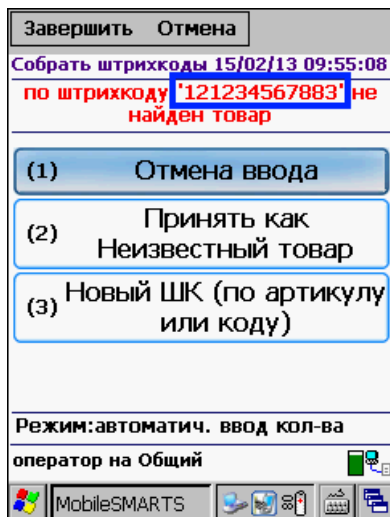 Завершить Отмена
Собрать штрихкоды 15/02/13 09:55:08
по штрихкоду '121234567883' не
найден товар
(1) Отмена ввода
(2) Принять как
Неизвестный товар
(3) Новый ШК (по артикулу
или коду)
Режим:автоматич. ввод кол-ва
оператор на Общий
MobileSMARTS